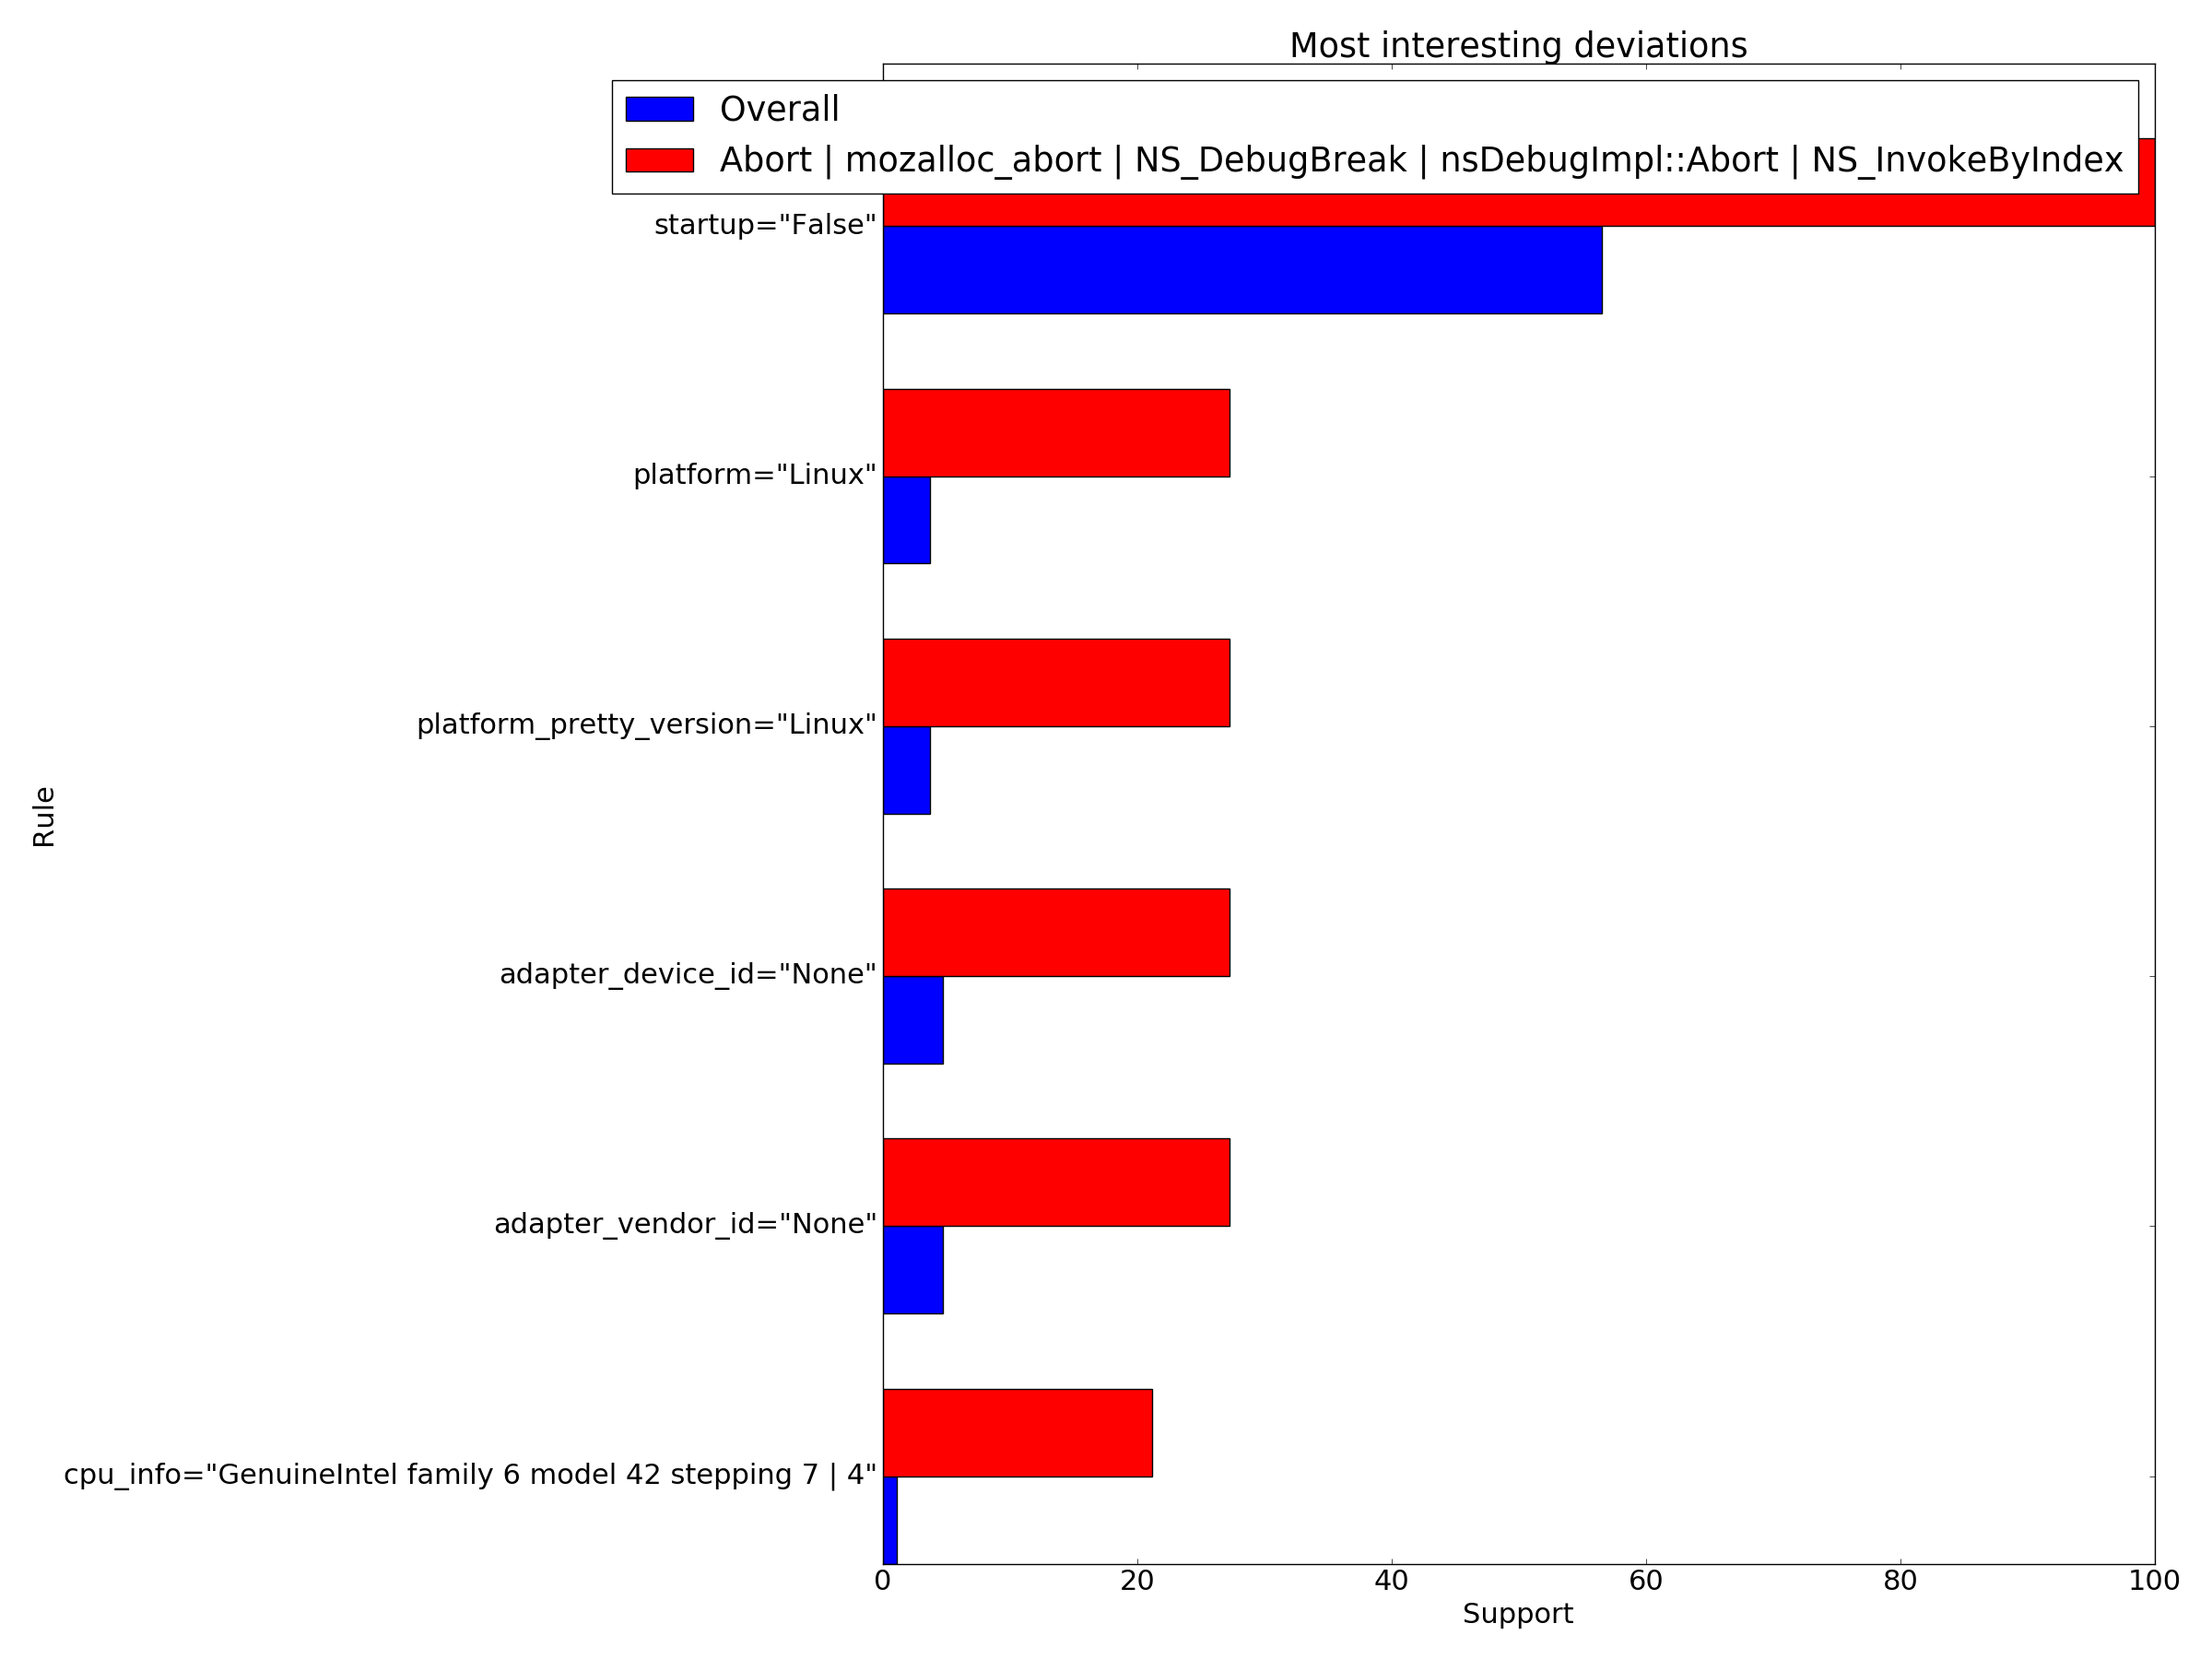 Most interesting deviations
Overall
Abort | mozalloc_abort | NS_DebugBreak | nsDebugImpl::Abort | NS_InvokeByIndex
startup="False"
platform="Linux"
platform_pretty_version="Linux"
adapter_device_id="None"
adapter_vendor_id="None"
cpu_info="GenuineIntel family 6 model 42 stepping 7 | 4"
Rule
0 20 40 60 80 100
Support